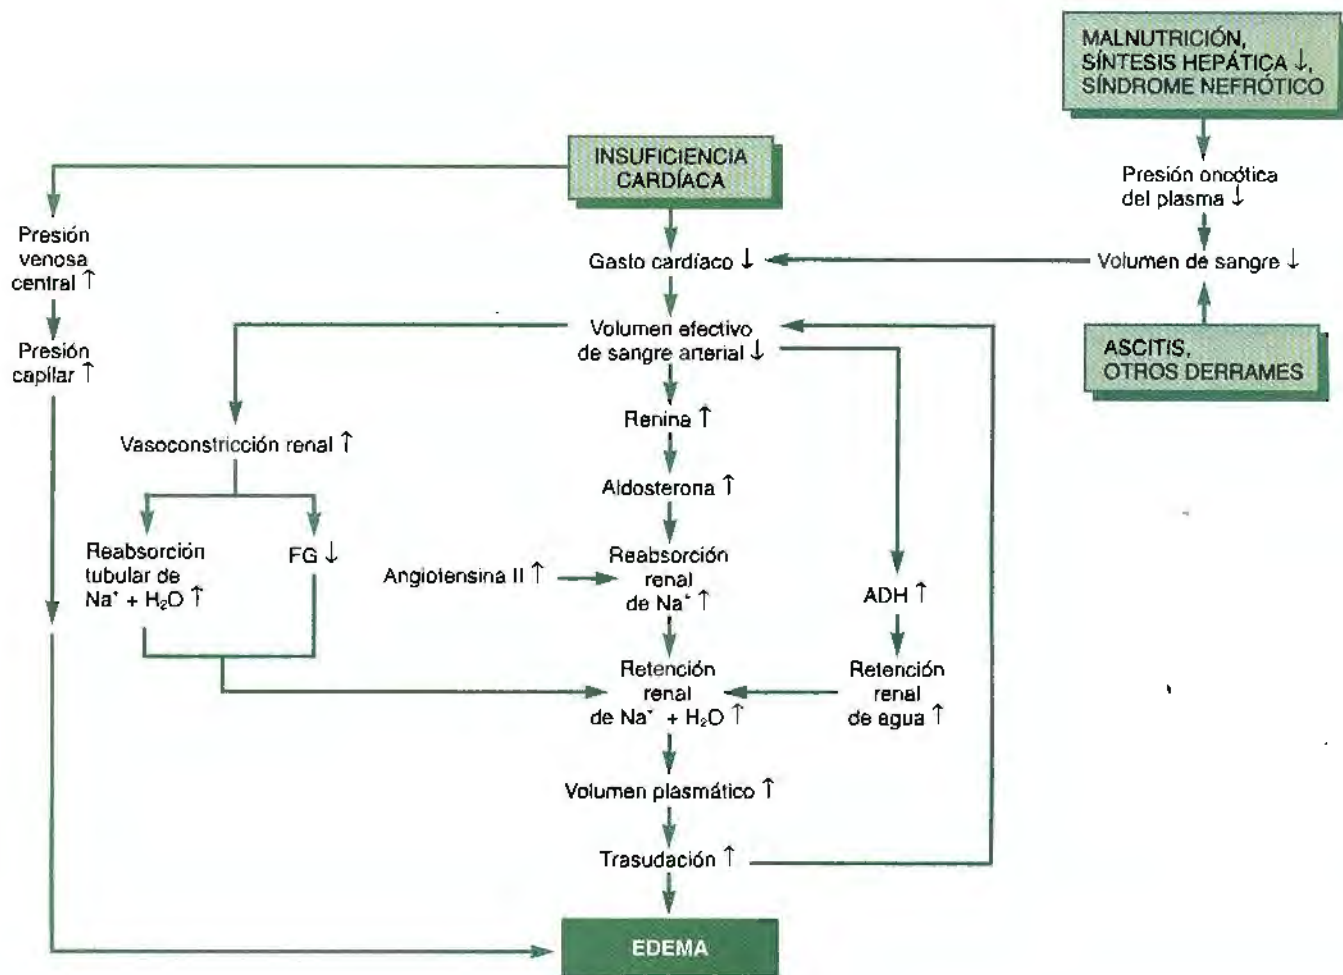 MALNUTRICIÓN,
SÍNTESIS HEPÁTICA ↓,
SÍNDROME NEFRÓTICO
INSUFICIENCIA
CARDÍACA
Presión oncótica
del plasma ↓
Presión
venosa
central ↑
Gasto cardíaco ↓
Volumen de sangre ↓
Volumen efectivo
de sangre arterial ↓
Presión
capilar ↑
ASCITIS,
OTROS DERRAMES
Renina ↑
Vasoconstricción renal ↑
Aldosterona ↑
Reabsorción
tubular de
Na⁺ + H₂O ↑
FG ↓
Angiotensina II ↑
Reabsorción
renal
de Na⁺ ↑
ADH ↑
Retención
renal
de Na⁺ + H₂O ↑
Retención
renal
de agua ↑
Volumen plasmático ↑
Trasudación ↑
EDEMA